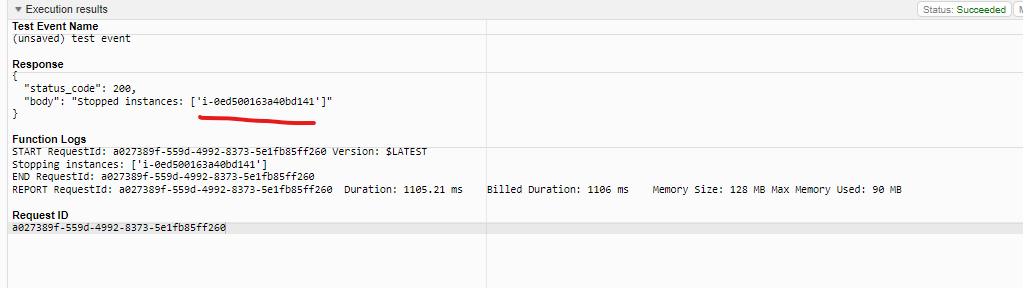 ▼ Execution results
Status: Succeeded
Test Event Name
(unsaved) test event
Response
{
"status_code": 200,
"body": "Stopped instances: ['i-0ed500163a40bd141']"
}
Function Logs
START RequestId: a027389f-559d-4992-8373-5e1fb85ff260 Version: $LATEST
Stopping instances: ['i-0ed500163a40bd141']
END RequestId: a027389f-559d-4992-8373-5e1fb85ff260
REPORT RequestId: a027389f-559d-4992-8373-5e1fb85ff260 Duration: 1105.21 ms Billed Duration: 1106 ms Memory Size: 128 MB Max Memory Used: 90 MB
Request ID
a027389f-559d-4992-8373-5e1fb85ff260